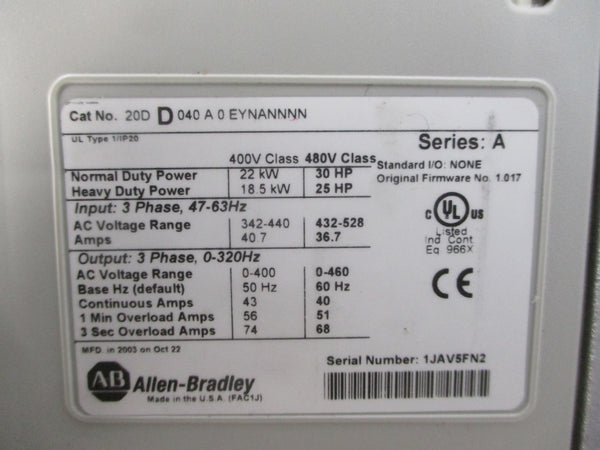 Cat No. 20D D 040 A 0 EYNANNNN
UL Type 1/IP20
Series: A
400V Class 480V Class
Standard I/O: NONE
Original Firmware No. 1.017
Normal Duty Power 22 kW 30 HP
Heavy Duty Power 18.5 kW 25 HP
Input: 3 Phase, 47-63Hz
AC Voltage Range 342-440 432-528
Amps 40.7 36.7
C UL US
Listed
Ind. Cont.
Eq. 966X
Output: 3 Phase, 0-320Hz
AC Voltage Range 0-400 0-460
Base Hz (default) 50 Hz 60 Hz
Continuous Amps 43 40
1 Min Overload Amps 56 51
3 Sec Overload Amps 74 68
CE
MFD. in 2003 on Oct 22
Serial Number: 1JAV5FN2
AB Allen-Bradley
Made in the U.S.A. (FAC1J)